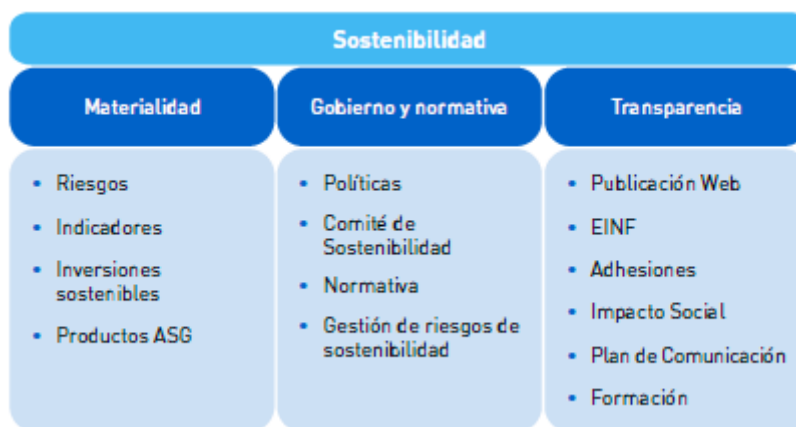 Sostenibilidad
Materialidad
Gobierno y normativa
Transparencia
• Riesgos
• Indicadores
• Inversiones
sostenibles
• Productos ASG
• Políticas
• Comité de
Sostenibilidad
• Normativa
• Gestión de riesgos de
sostenibilidad
• Publicación Web
• EINF
• Adhesiones
• Impacto Social
• Plan de Comunicación
• Formación